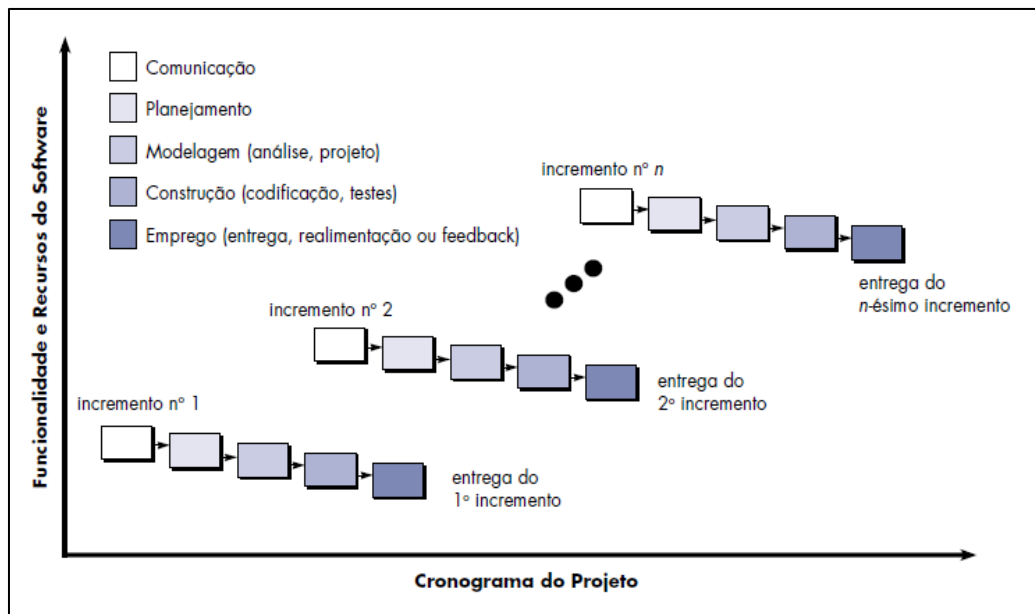 Funcionalidade e Recursos do Software
Comunicação
Planejamento
Modelagem (análise, projeto)
Construção (codificação, testes)
Emprego (entrega, realimentação ou feedback)
incremento nº n
entrega do
n-ésimo incremento
incremento nº 2
entrega do
2º incremento
incremento nº 1
entrega do
1º incremento
Cronograma do Projeto